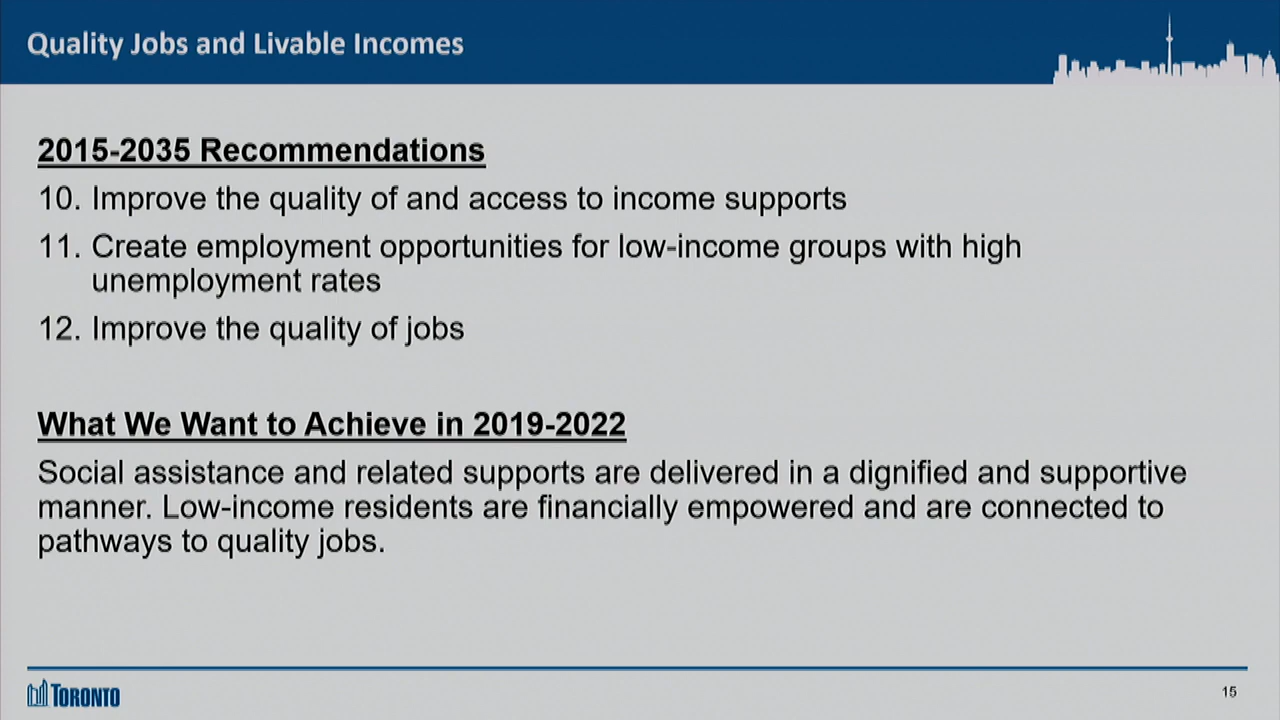 Quality Jobs and Livable Incomes
2015-2035 Recommendations
10. Improve the quality of and access to income supports
11. Create employment opportunities for low-income groups with high
unemployment rates
12. Improve the quality of jobs
What We Want to Achieve in 2019-2022
Social assistance and related supports are delivered in a dignified and supportive
manner. Low-income residents are financially empowered and are connected to
pathways to quality jobs.
TORONTO
15